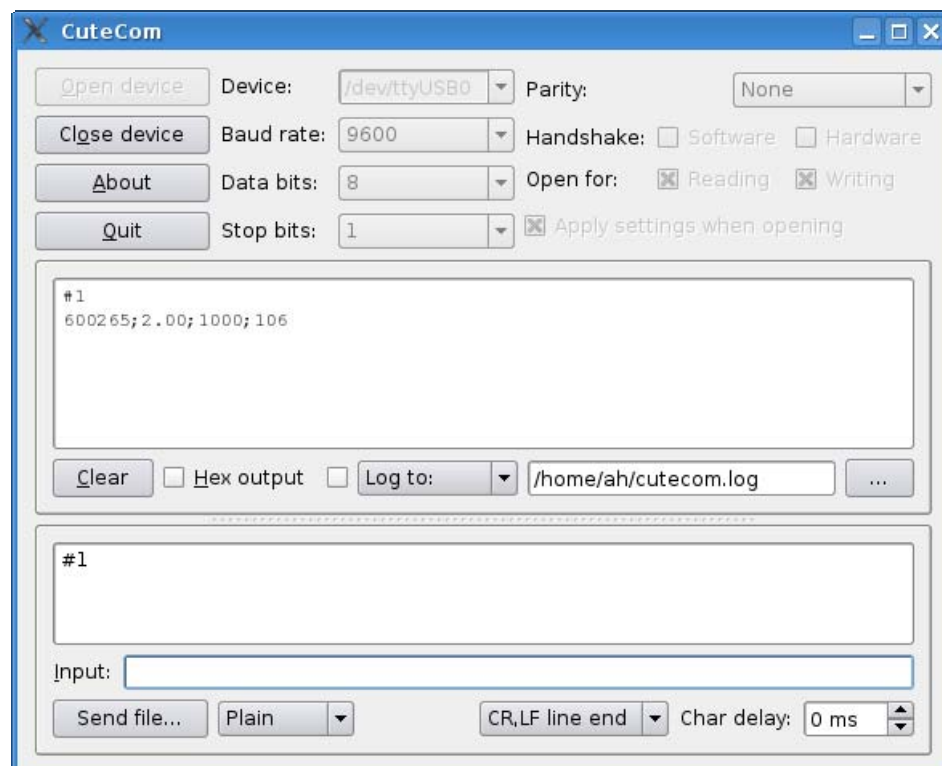 CuteCom
Open device Device: /dev/ttyUSB0 Parity: None
Close device Baud rate: 9600 Handshake: Software Hardware
About Data bits: 8 Open for: Reading Writing
Quit Stop bits: 1 Apply settings when opening
#1
600265;2.00;1000;106
Clear Hex output Log to: /home/ah/cutecom.log ...
#1
Input:
Send file... Plain CR,LF line end Char delay: 0 ms